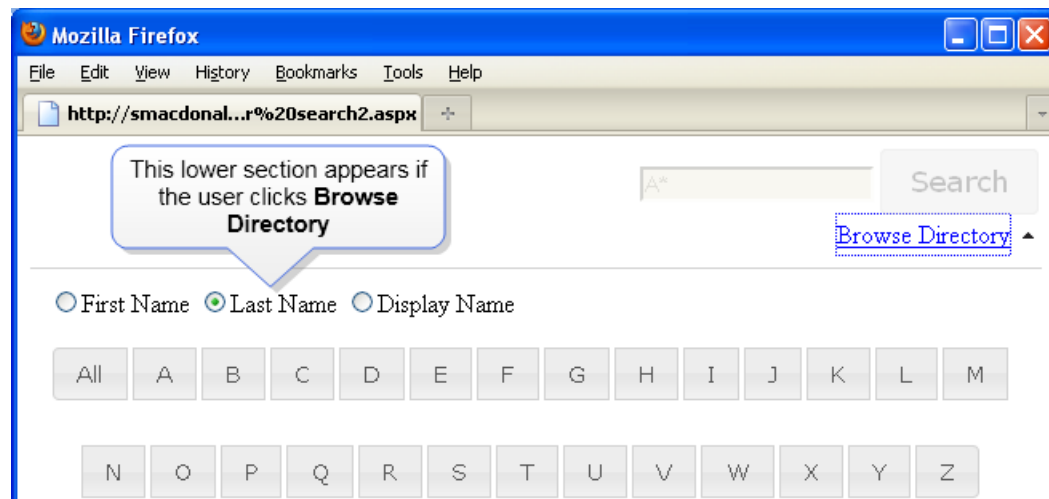 Mozilla Firefox
File Edit View History Bookmarks Tools Help
http://smacdonal...r%20search2.aspx
This lower section appears if
the user clicks Browse
Directory
A* Search
Browse Directory
First Name Last Name Display Name
All A B C D E F G H I J K L M
N O P Q R S T U V W X Y Z